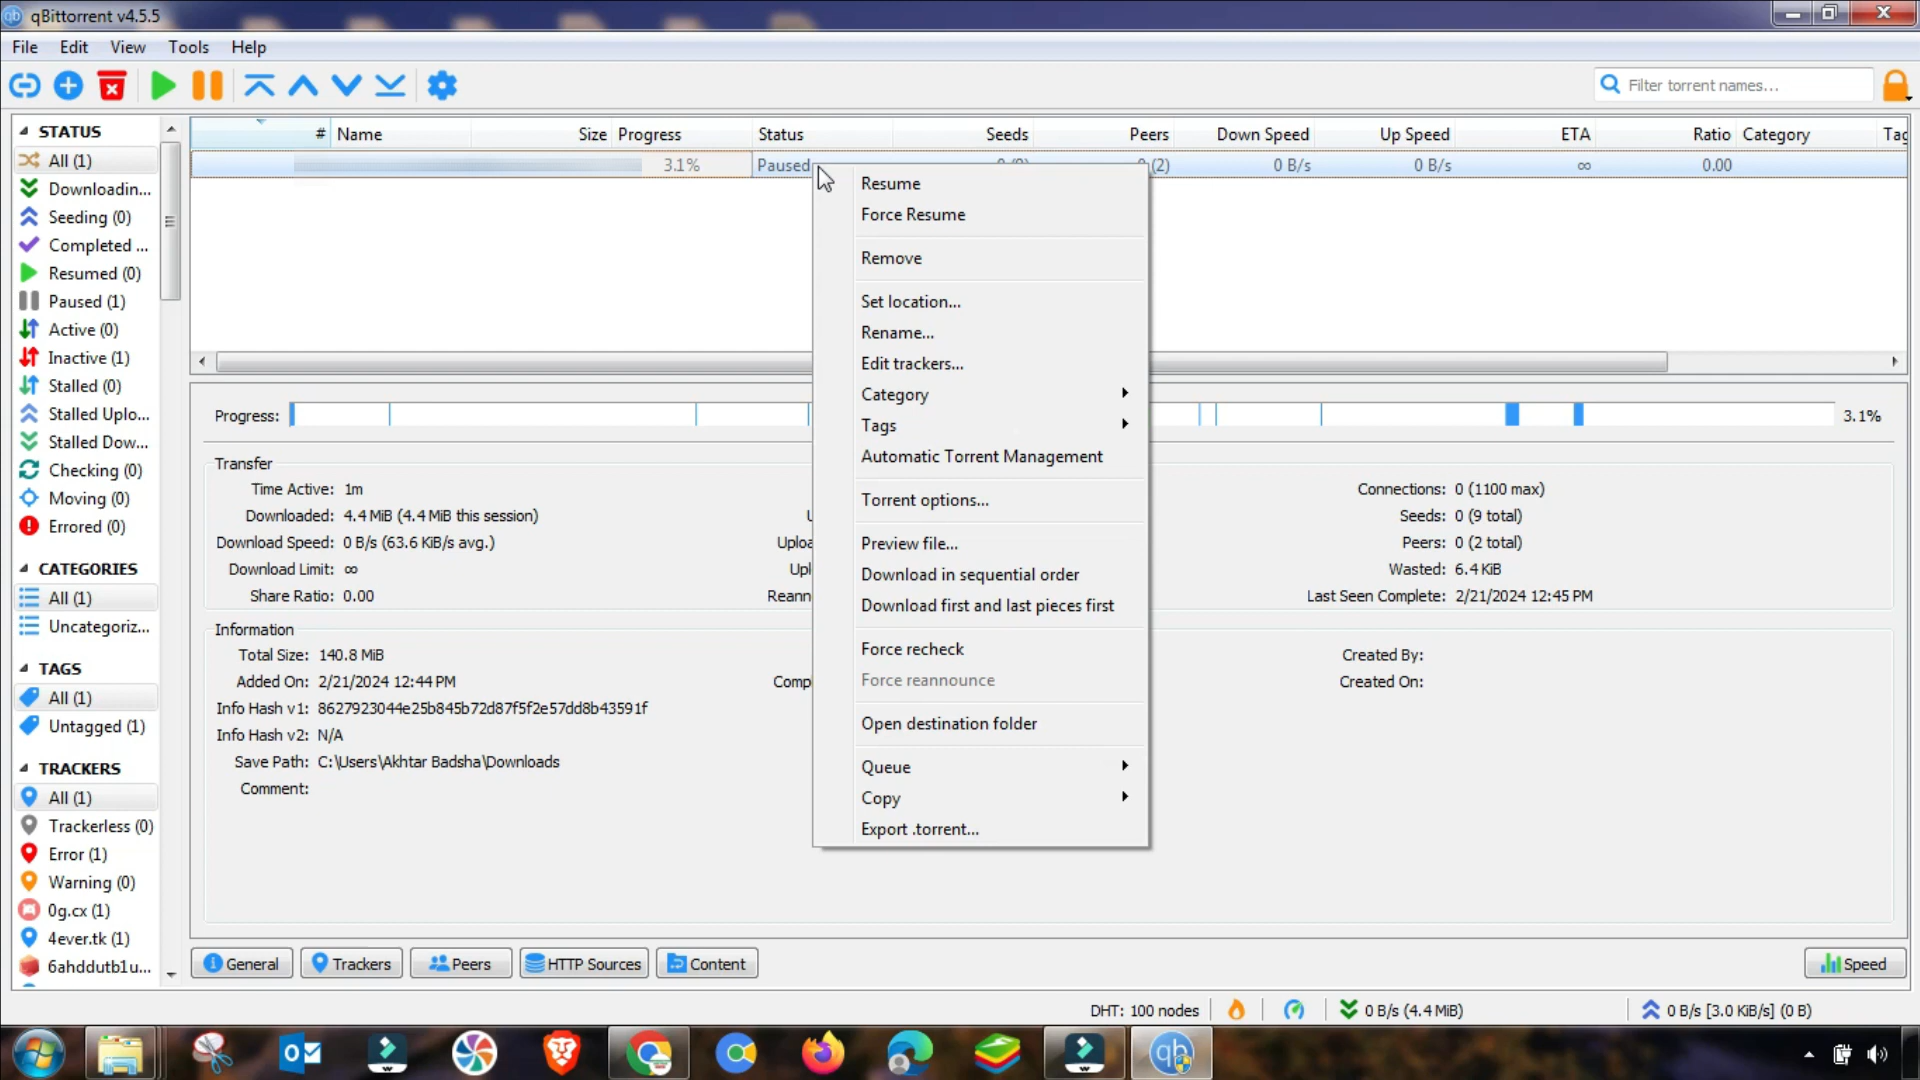 qBittorrent v4.5.5
File Edit View Tools Help
Filter torrent names...
STATUS
All (1)
Downloadin...
Seeding (0)
Completed ...
Resumed (0)
Paused (1)
Active (0)
Inactive (1)
Stalled (0)
Stalled Uplo...
Stalled Dow...
Checking (0)
Moving (0)
Errored (0)
CATEGORIES
All (1)
Uncategoriz...
TAGS
All (1)
Untagged (1)
TRACKERS
All (1)
Trackerless (0)
Error (1)
Warning (0)
0g.cx (1)
4ever.tk (1)
6ahddutb1u...
# Name Size Progress Status Seeds Peers Down Speed Up Speed ETA Ratio Category Tag
3.1% Paused (2) 0 B/s 0 B/s ∞ 0.00
Resume
Force Resume
Remove
Set location...
Rename...
Edit trackers...
Category
Tags
Automatic Torrent Management
Torrent options...
Preview file...
Download in sequential order
Download first and last pieces first
Force recheck
Force reannounce
Open destination folder
Queue
Copy
Export .torrent...
Progress: 3.1%
Transfer
Time Active: 1m
Downloaded: 4.4 MiB (4.4 MiB this session)
Download Speed: 0 B/s (63.6 KiB/s avg.)
Download Limit: ∞
Share Ratio: 0.00
U
Uploa
Upl
Reann
Connections: 0 (1100 max)
Seeds: 0 (9 total)
Peers: 0 (2 total)
Wasted: 6.4 KiB
Last Seen Complete: 2/21/2024 12:45 PM
Information
Total Size: 140.8 MiB
Added On: 2/21/2024 12:44 PM
Info Hash v1: 8627923044e25b845b72d87f5f2e57dd8b43591f
Info Hash v2: N/A
Save Path: C:\Users\Akhtar Badsha\Downloads
Comment:
Comp
Created By:
Created On:
General Trackers Peers HTTP Sources Content Speed
DHT: 100 nodes 0 B/s (4.4 MiB) 0 B/s [3.0 KiB/s] (0 B)